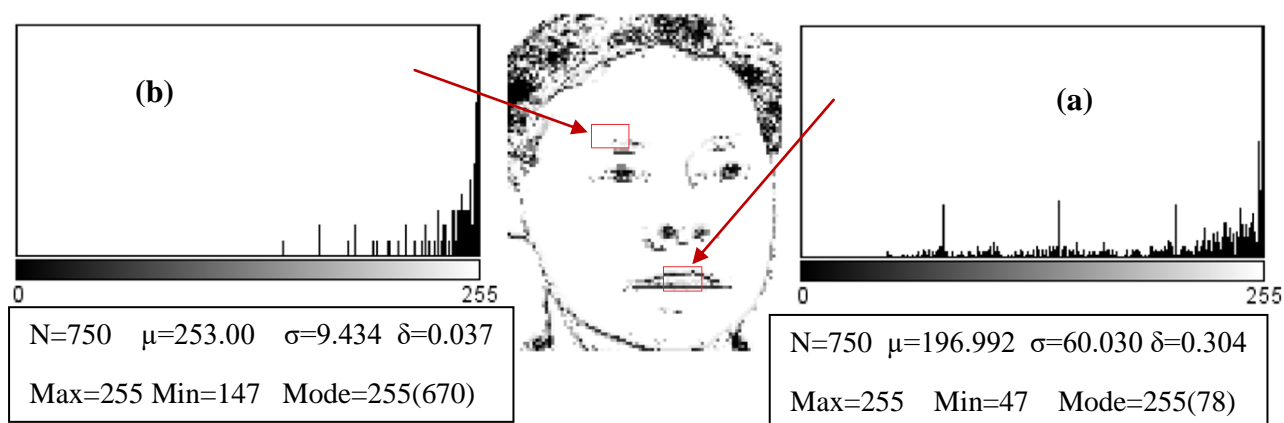 (b)
0 255
N=750 μ=253.00 σ=9.434 δ=0.037
Max=255 Min=147 Mode=255(670)
(a)
0 255
N=750 μ=196.992 σ=60.030 δ=0.304
Max=255 Min=47 Mode=255(78)